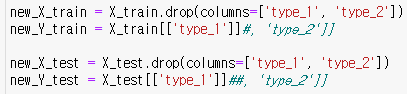 new_X_train = X_train.drop(columns=['type_1', 'type_2'])
new_Y_train = X_train[['type_1']]#, 'type_2']]
new_X_test = X_test.drop(columns=['type_1', 'type_2'])
new_Y_test = X_test[['type_1']]##, 'type_2']]